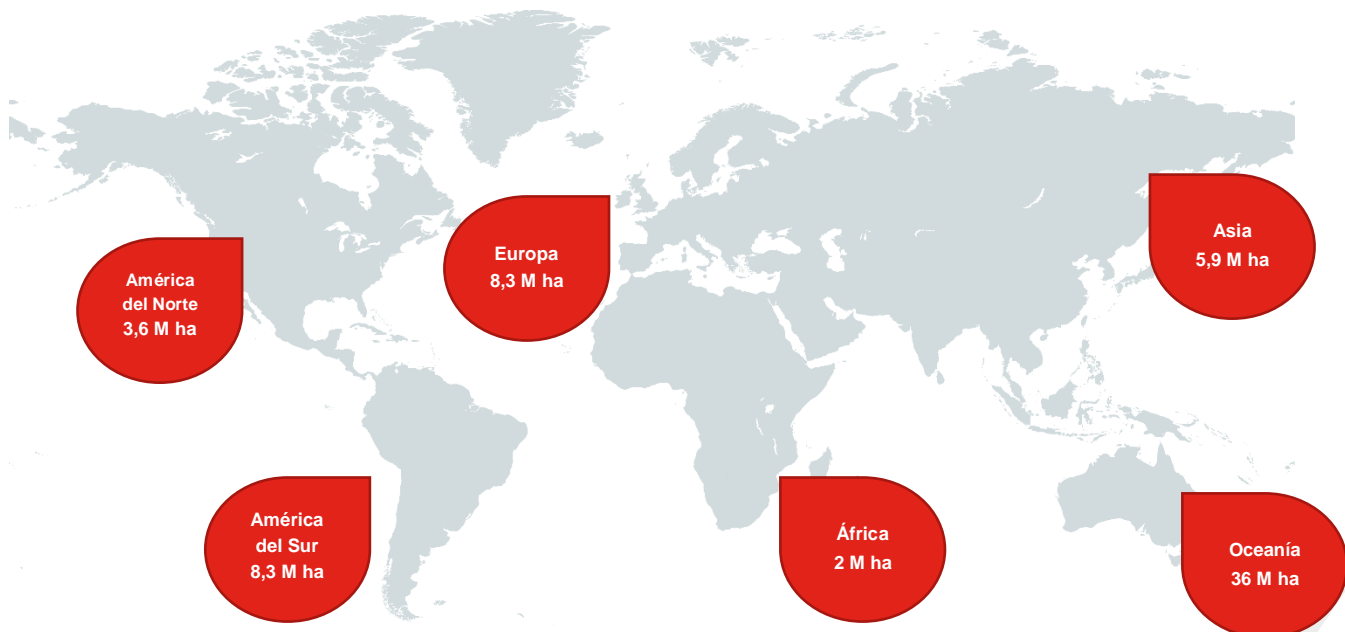 América
del Norte
3,6 M ha
Europa
8,3 M ha
Asia
5,9 M ha
América
del Sur
8,3 M ha
África
2 M ha
Oceanía
36 M ha